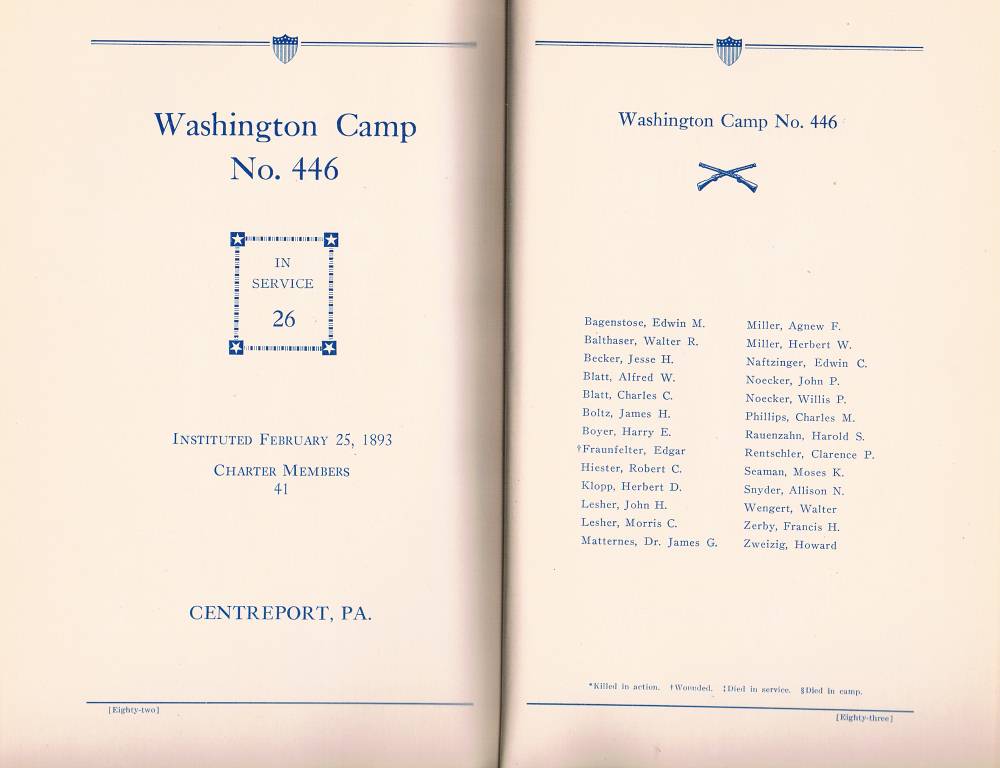 Washington Camp
No. 446
IN
SERVICE
26
INSTITUTED FEBRUARY 25, 1893
CHARTER MEMBERS
41
CENTREPORT, PA.
[Eighty-two]
Washington Camp No. 446
Bagenstose, Edwin M.
Balthaser, Walter R.
Becker, Jesse H.
Blatt, Alfred W.
Blatt, Charles C.
Boltz, James H.
Boyer, Harry E.
†Fraunfelter, Edgar
Hiester, Robert C.
Klopp, Herbert D.
Lesher, John H.
Lesher, Morris C.
Matternes, Dr. James G.
Miller, Agnew F.
Miller, Herbert W.
Naftzinger, Edwin C.
Noecker, John P.
Noecker, Willis P.
Phillips, Charles M.
Rauenzahn, Harold S.
Rentschler, Clarence P.
Seaman, Moses K.
Snyder, Allison N.
Wengert, Walter
Zerby, Francis H.
Zweizig, Howard
*Killed in action. †Wounded. ‡Died in service. §Died in camp.
[Eighty-three]